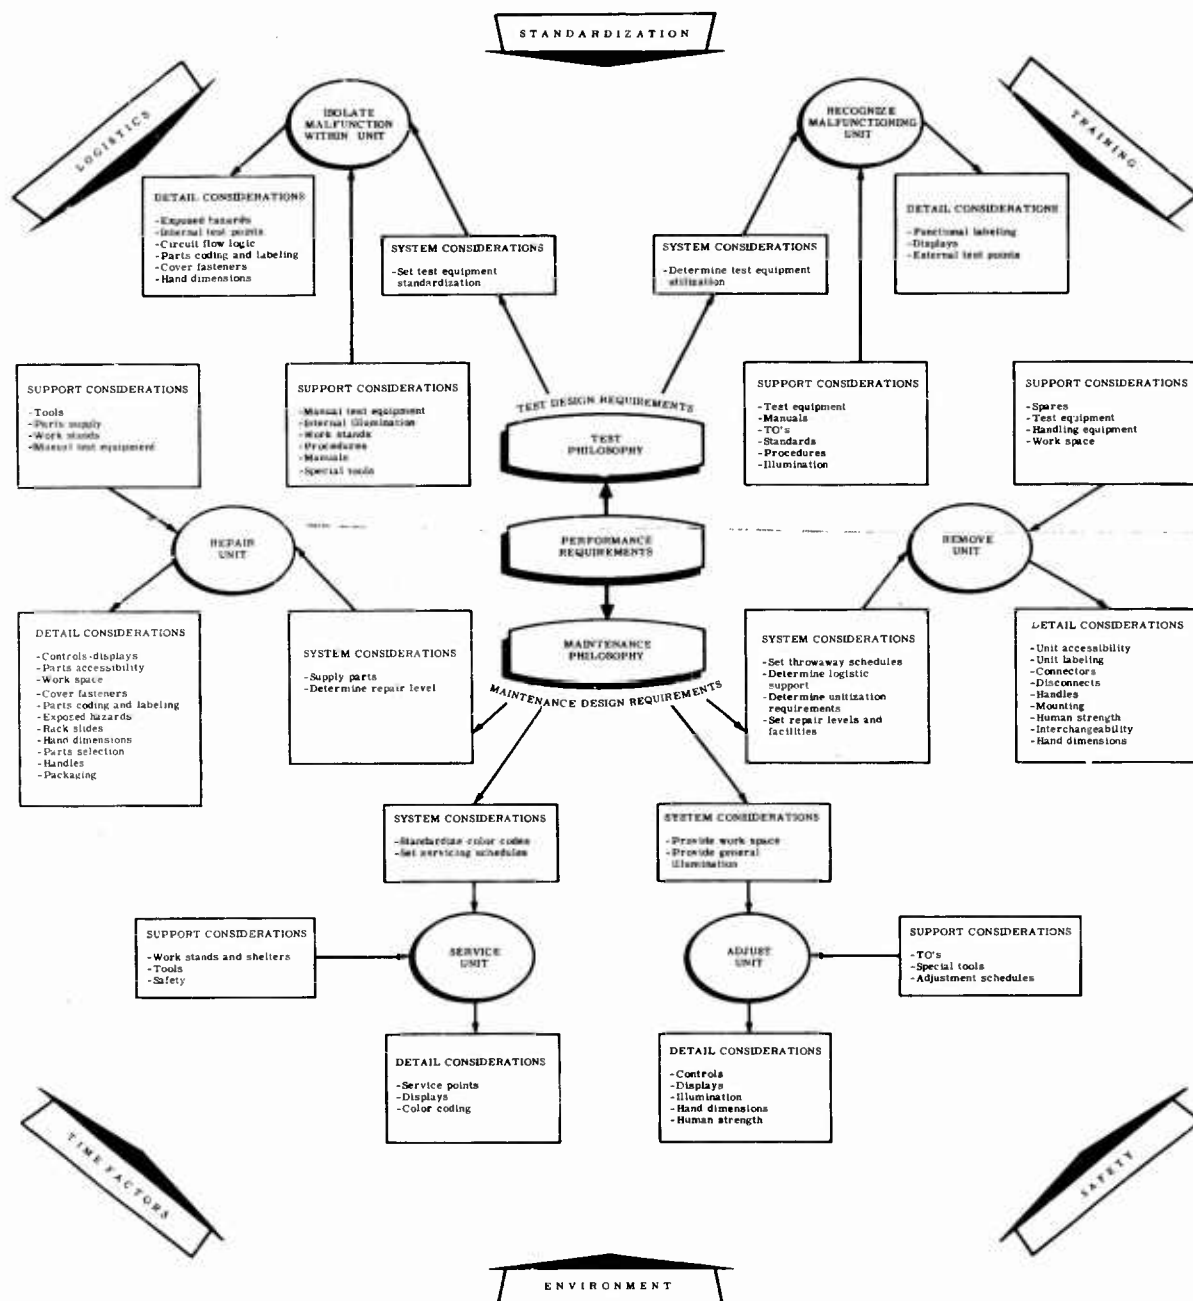 STANDARDIZATION
LOGISTICS
TRAINING
ISOLATE
MALFUNCTION
WITHIN UNIT
RECOGNIZE
MALFUNCTIONING
UNIT
DETAIL CONSIDERATIONS
-Exposed hazards
-Internal test points
-Circuit flow logic
-Parts coding and labeling
-Cover fasteners
-Hand dimensions
SYSTEM CONSIDERATIONS
-Set test equipment
standardization
SYSTEM CONSIDERATIONS
-Determine test equipment
utilization
DETAIL CONSIDERATIONS
-Functional labeling
-Displays
-External test points
SUPPORT CONSIDERATIONS
-Tools
-Parts supply
-Work stands
-Manual test equipment
SUPPORT CONSIDERATIONS
-Manual test equipment
-Internal illumination
-Work stands
-Procedures
-Manuals
-Special tools
TEST DESIGN REQUIREMENTS
TEST
PHILOSOPHY
SUPPORT CONSIDERATIONS
-Test equipment
-Manuals
-TO's
-Standards
-Procedures
-Illumination
SUPPORT CONSIDERATIONS
-Spares
-Test equipment
-Handling equipment
-Work space
REPAIR
UNIT
PERFORMANCE
REQUIREMENTS
REMOVE
UNIT
DETAIL CONSIDERATIONS
-Controls-displays
-Parts accessibility
-Work space
-Cover fasteners
-Parts coding and labeling
-Exposed hazards
-Rack slides
-Hand dimensions
-Parts selection
-Handles
-Packaging
SYSTEM CONSIDERATIONS
-Supply parts
-Determine repair level
MAINTENANCE
PHILOSOPHY
MAINTENANCE DESIGN REQUIREMENTS
SYSTEM CONSIDERATIONS
-Set throwaway schedules
-Determine logistic
support
-Determine unitization
requirements
-Set repair levels and
facilities
DETAIL CONSIDERATIONS
-Unit accessibility
-Unit labeling
-Connectors
-Disconnects
-Handles
-Mounting
-Human strength
-Interchangeability
-Hand dimensions
SYSTEM CONSIDERATIONS
-Standardize color codes
-Set servicing schedules
SYSTEM CONSIDERATIONS
-Provide work space
-Provide general
illumination
SUPPORT CONSIDERATIONS
-Work stands and shelters
-Tools
-Safety
SERVICE
UNIT
ADJUST
UNIT
SUPPORT CONSIDERATIONS
-TO's
-Special tools
-Adjustment schedules
DETAIL CONSIDERATIONS
-Service points
-Displays
-Color coding
DETAIL CONSIDERATIONS
-Controls
-Displays
-Illumination
-Hand dimensions
-Human strength
TIME FACTORS
SAFETY
ENVIRONMENT